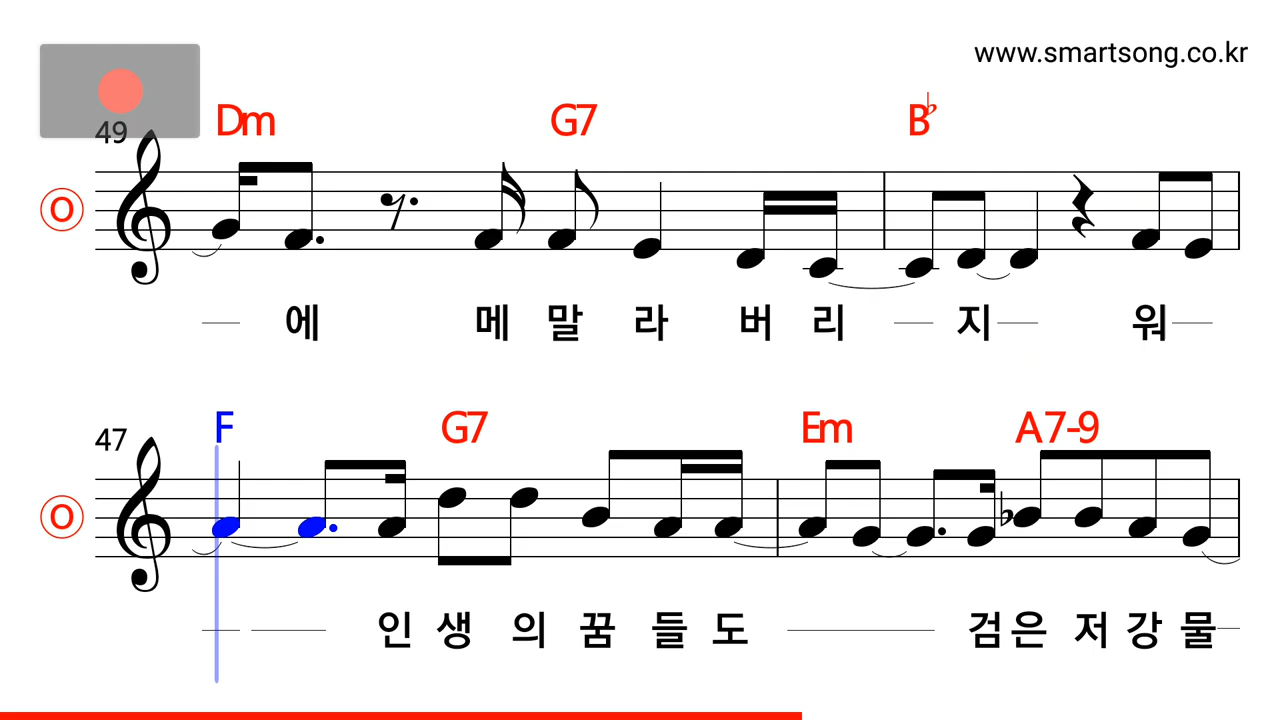 www.smartsong.co.kr
49
Dm G7 B♭
O
에 메 말 라 버 리 지 워
47
F G7 Em A7-9
O
인 생 의 꿈 들 도 검 은 저 강 물